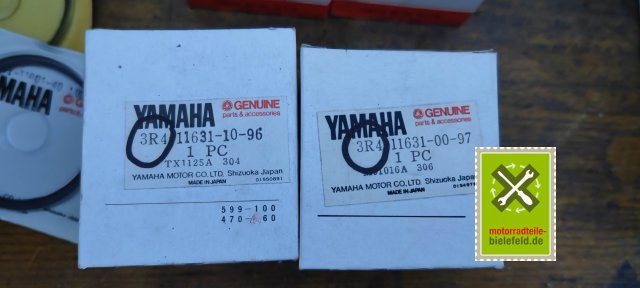 YAMAHA
YAMAHA
GENUINE
parts & accessories
3R4-11631-10-96
1 PC
TX1125A 304
YAMAHA MOTOR CO.LTD. Shizuoka Japan
MADE IN JAPAN
599-100
470
60
YAMAHA
GENUINE
parts & accessories
3R4-11631-00-97
1 PC
306
YAMAHA MOTOR CO.LTD. Shizuoka Japan
MADE IN JAPAN
motorradteile-
bielefeld.de